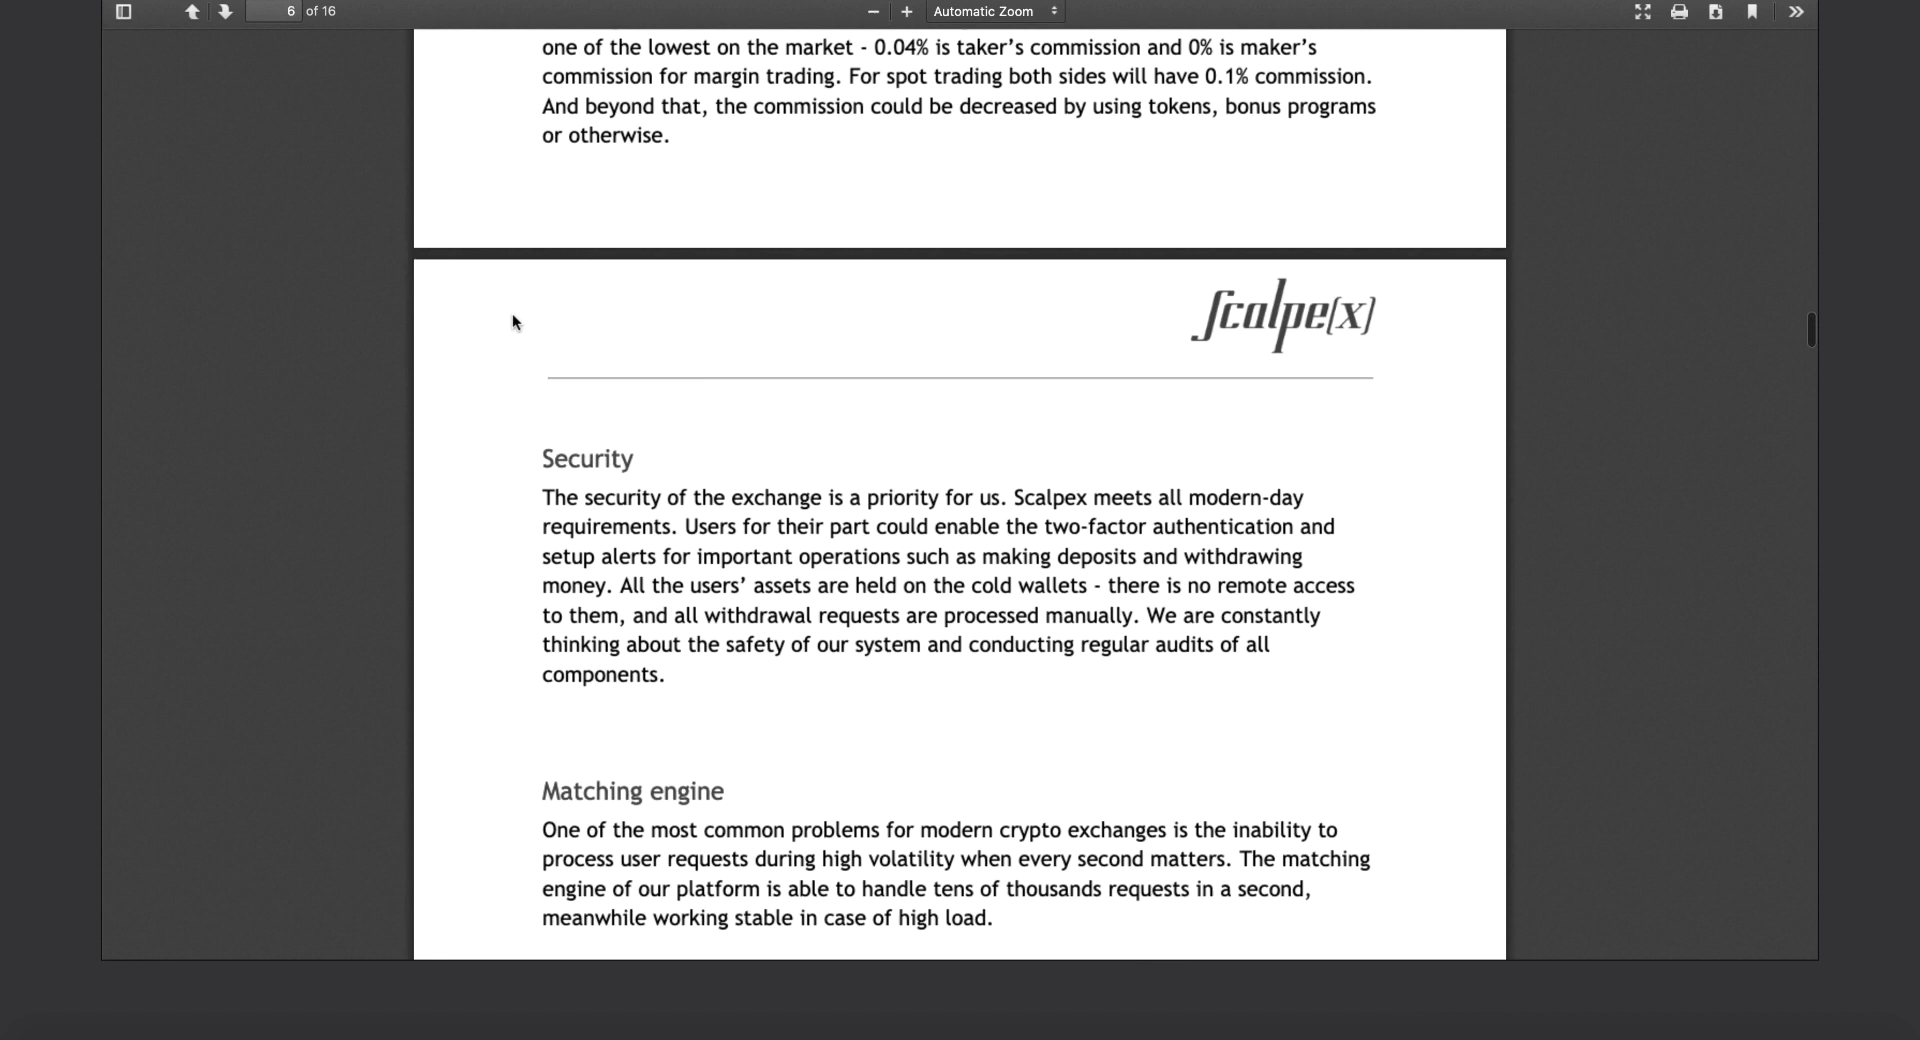 6 of 16
Automatic Zoom
one of the lowest on the market - 0.04% is taker’s commission and 0% is maker’s
commission for margin trading. For spot trading both sides will have 0.1% commission.
And beyond that, the commission could be decreased by using tokens, bonus programs
or otherwise.
Scalpe(x)
Security
The security of the exchange is a priority for us. Scalpex meets all modern-day
requirements. Users for their part could enable the two-factor authentication and
setup alerts for important operations such as making deposits and withdrawing
money. All the users’ assets are held on the cold wallets - there is no remote access
to them, and all withdrawal requests are processed manually. We are constantly
thinking about the safety of our system and conducting regular audits of all
components.
Matching engine
One of the most common problems for modern crypto exchanges is the inability to
process user requests during high volatility when every second matters. The matching
engine of our platform is able to handle tens of thousands requests in a second,
meanwhile working stable in case of high load.